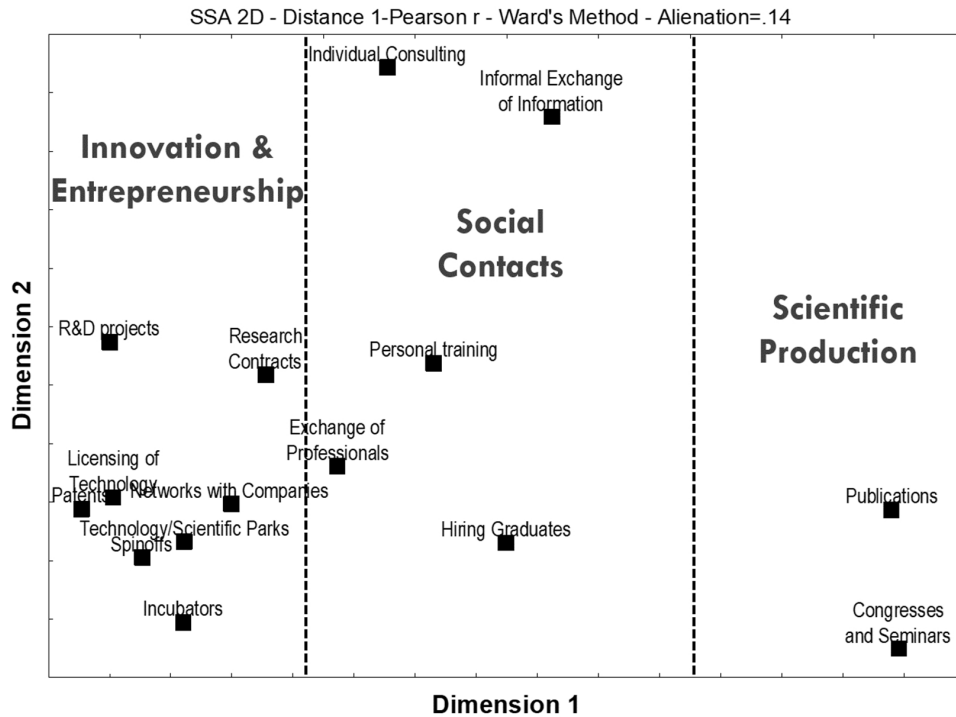 SSA 2D - Distance 1-Pearson r - Ward's Method - Alienation=.14
Individual Consulting
Informal Exchange
of Information
Innovation &
Entrepreneurship
Social
Contacts
Scientific
Production
R&D projects
Research
Contracts
Personal training
Exchange of
Professionals
Licensing of
Technology
Patents
Networks with Companies
Publications
Technology/Scientific Parks
Spinoffs
Hiring Graduates
Incubators
Congresses
and Seminars
Dimension 2
Dimension 1